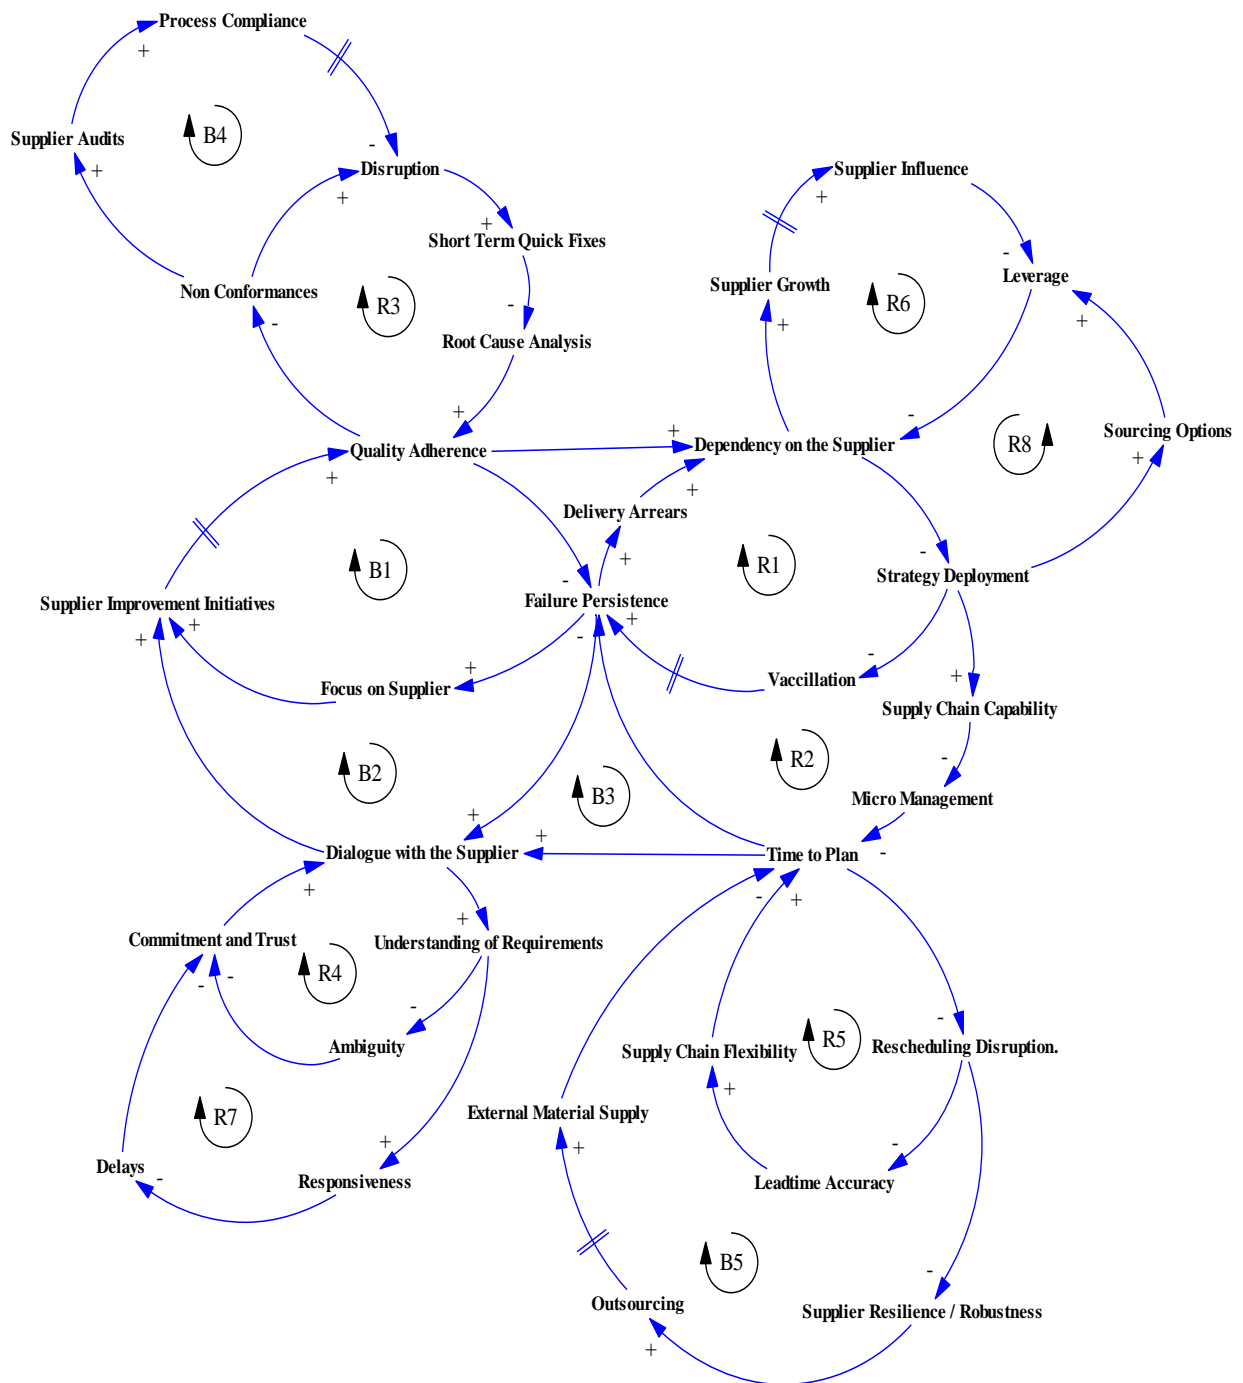 Process Compliance
+
Supplier Audits
B4
-
+
Disruption
+
Supplier Influence
+
+
Short Term Quick Fixes
-
Leverage
Non Conformances
R3
Supplier Growth
R6
-
-
+
+
Root Cause Analysis
+
-
Quality Adherence
+
Dependency on the Supplier
R8
Sourcing Options
+
+
+
Delivery Arrears
B1
+
R1
-
Strategy Deployment
-
Supplier Improvement Initiatives
Failure Persistence
+
+
+
-
-
+
+
Focus on Supplier
Vaccillation
Supply Chain Capability
B2
R2
-
B3
Micro Management
+
+
Dialogue with the Supplier
Time to Plan
-
+
-
+
+
Commitment and Trust
Understanding of Requirements
R4
-
-
-
-
Ambiguity
Supply Chain Flexibility
R5
Rescheduling Disruption.
External Material Supply
+
R7
+
+
-
Delays
-
Responsiveness
Leadtime Accuracy
B5
-
Outsourcing
Supplier Resilience / Robustness
+